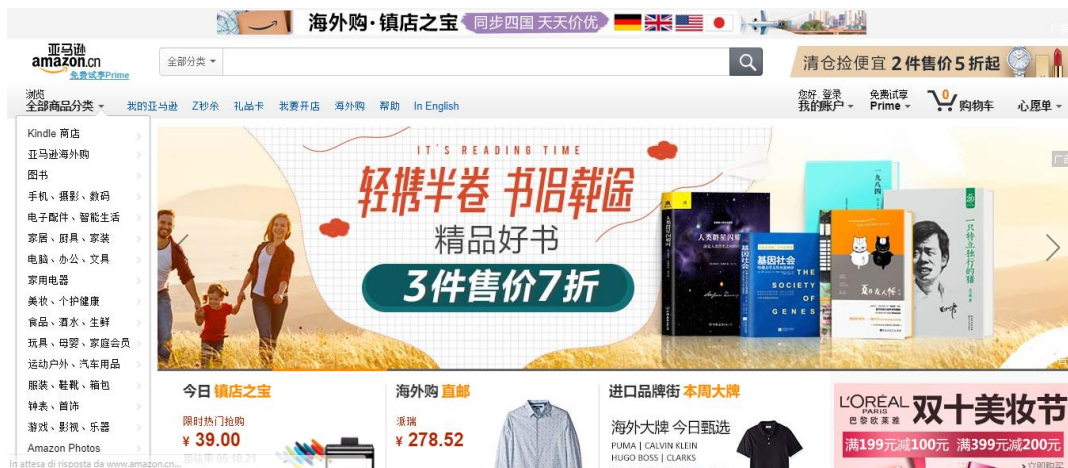 海外购·镇店之宝 同步四国 天天价优
亚马逊
amazon.cn
免费试享Prime
全部分类
清仓捡便宜 2件售价5折起
浏览
全部商品分类
我的亚马逊 Z秒杀 礼品卡 我要开店 海外购 帮助 In English
您好, 登录
我的账户
免费试享
Prime
0
购物车
心愿单
Kindle 商店
亚马逊海外购
图书
手机、摄影、数码
电子配件、智能生活
家居、厨具、家装
电脑、办公、文具
家用电器
美妆、个护健康
食品、酒水、生鲜
玩具、母婴、家庭会员
运动户外、汽车用品
服装、鞋靴、箱包
钟表、首饰
游戏、影视、乐器
Amazon Photos
IT'S READING TIME
轻携半卷 书旧载途
精品好书
3件售价7折
人类群星闪耀
基因社会
THE
SOCIETY
OF
GENES
一九八四
夏目友人帐
一只特立独行的猪
今日 镇店之宝
限时热门抢购
¥ 39.00
海外购 直邮
派瑞
¥ 278.52
进口品牌街 本周大牌
海外大牌 今日甄选
PUMA | CALVIN KLEIN
HUGO BOSS | CLARKS
L'ORÉAL
PARIS
巴黎欧莱雅
双十美妆节
满199元减100元 满399元减200元
In attesa di risposta da www.amazon.cn...